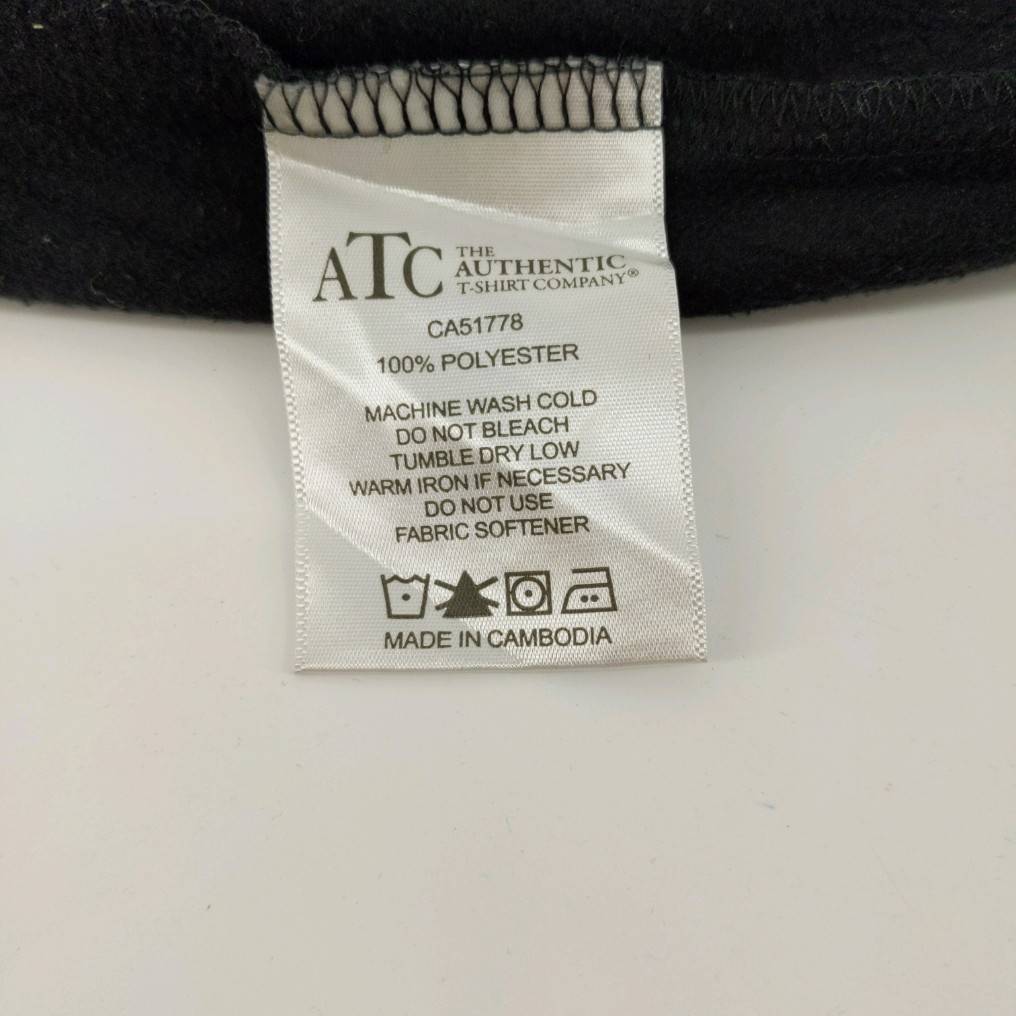 ATC THE
AUTHENTIC
T-SHIRT COMPANY®
CA51778
100% POLYESTER
MACHINE WASH COLD
DO NOT BLEACH
TUMBLE DRY LOW
WARM IRON IF NECESSARY
DO NOT USE
FABRIC SOFTENER
MADE IN CAMBODIA